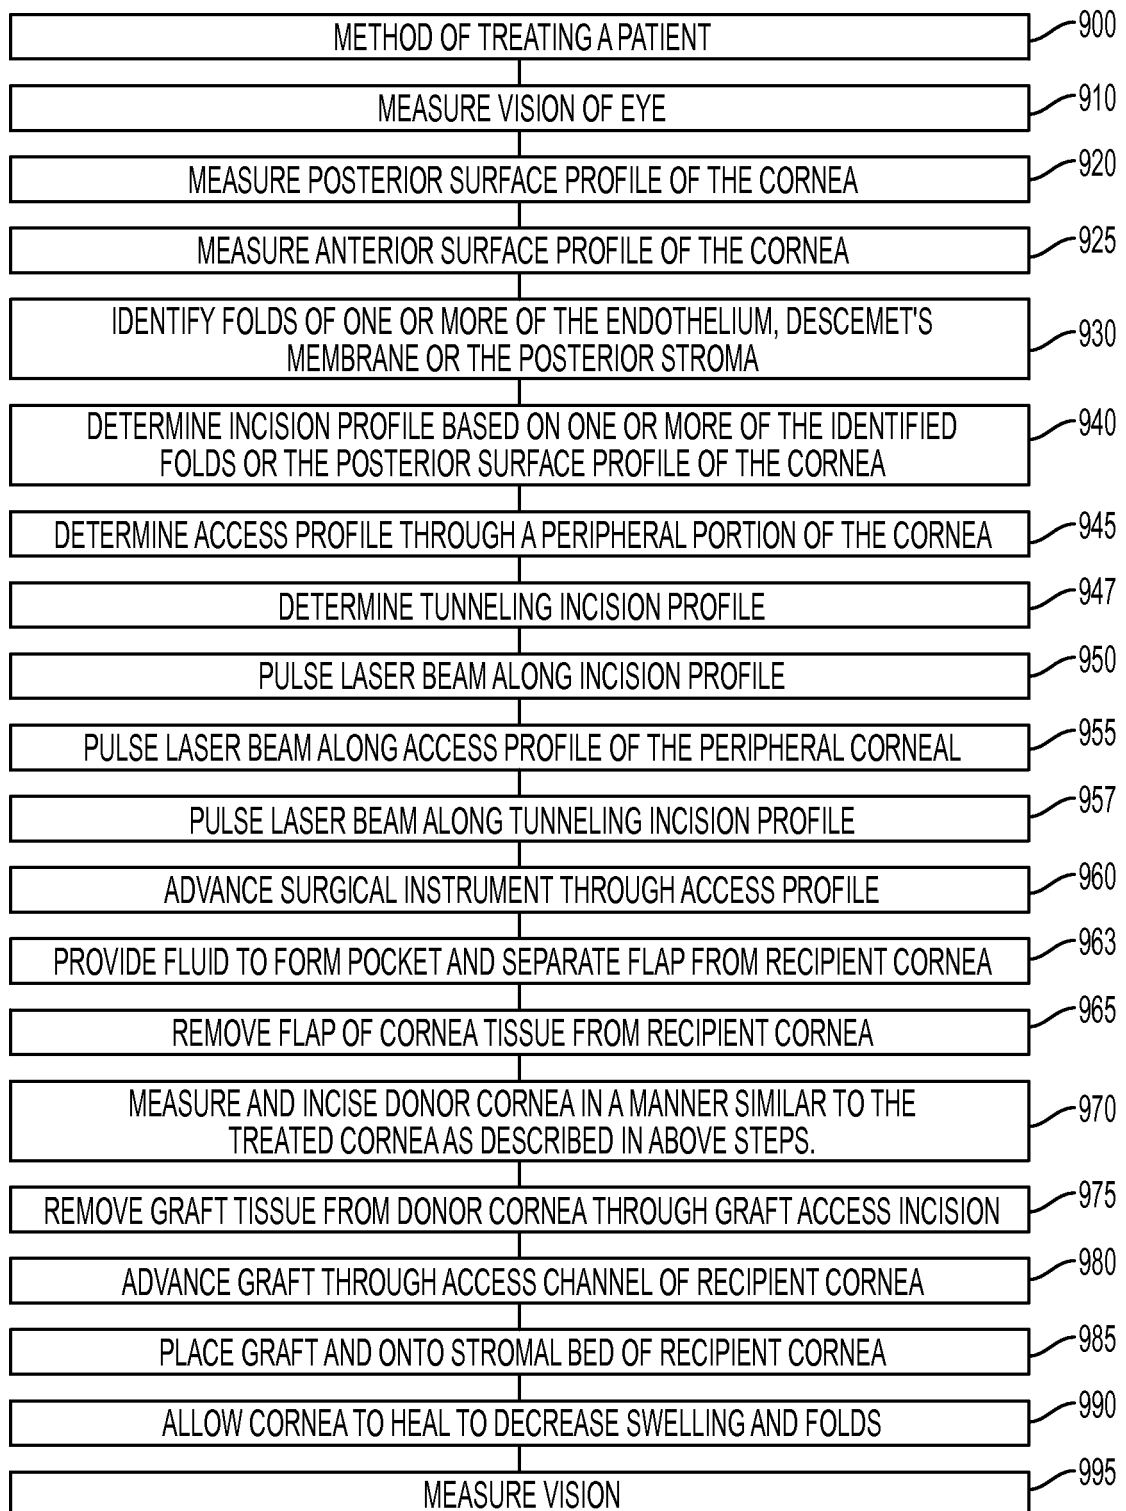 METHOD OF TREATING A PATIENT
900
MEASURE VISION OF EYE
910
MEASURE POSTERIOR SURFACE PROFILE OF THE CORNEA
920
MEASURE ANTERIOR SURFACE PROFILE OF THE CORNEA
925
IDENTIFY FOLDS OF ONE OR MORE OF THE ENDOTHELIUM, DESCEMET'S
MEMBRANE OR THE POSTERIOR STROMA
930
DETERMINE INCISION PROFILE BASED ON ONE OR MORE OF THE IDENTIFIED
FOLDS OR THE POSTERIOR SURFACE PROFILE OF THE CORNEA
940
DETERMINE ACCESS PROFILE THROUGH A PERIPHERAL PORTION OF THE CORNEA
945
DETERMINE TUNNELING INCISION PROFILE
947
PULSE LASER BEAM ALONG INCISION PROFILE
950
PULSE LASER BEAM ALONG ACCESS PROFILE OF THE PERIPHERAL CORNEAL
955
PULSE LASER BEAM ALONG TUNNELING INCISION PROFILE
957
ADVANCE SURGICAL INSTRUMENT THROUGH ACCESS PROFILE
960
PROVIDE FLUID TO FORM POCKET AND SEPARATE FLAP FROM RECIPIENT CORNEA
963
REMOVE FLAP OF CORNEA TISSUE FROM RECIPIENT CORNEA
965
MEASURE AND INCISE DONOR CORNEA IN A MANNER SIMILAR TO THE
TREATED CORNEA AS DESCRIBED IN ABOVE STEPS.
970
REMOVE GRAFT TISSUE FROM DONOR CORNEA THROUGH GRAFT ACCESS INCISION
975
ADVANCE GRAFT THROUGH ACCESS CHANNEL OF RECIPIENT CORNEA
980
PLACE GRAFT AND ONTO STROMAL BED OF RECIPIENT CORNEA
985
ALLOW CORNEA TO HEAL TO DECREASE SWELLING AND FOLDS
990
MEASURE VISION
995